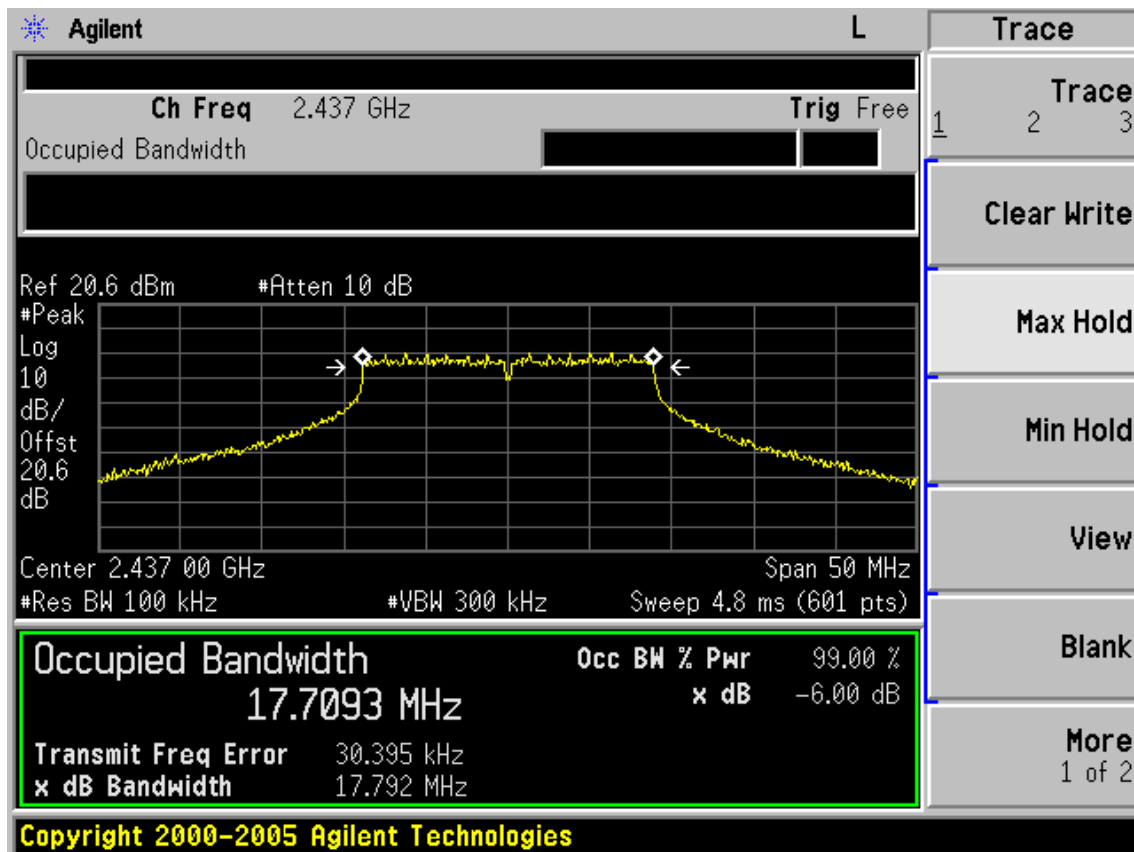 Agilent L Trace
Ch Freq 2.437 GHz Trig Free
Occupied Bandwidth
Trace
1 2 3
Clear Write
Ref 20.6 dBm #Atten 10 dB
#Peak
Log
10
dB/
Offst
20.6
dB
Max Hold
Min Hold
View
Center 2.437 00 GHz Span 50 MHz
#Res BW 100 kHz #VBW 300 kHz Sweep 4.8 ms (601 pts)
Occupied Bandwidth Occ BW % Pwr 99.00 %
17.7093 MHz x dB -6.00 dB
Transmit Freq Error 30.395 kHz
x dB Bandwidth 17.792 MHz
Blank
More
1 of 2
Copyright 2000-2005 Agilent Technologies